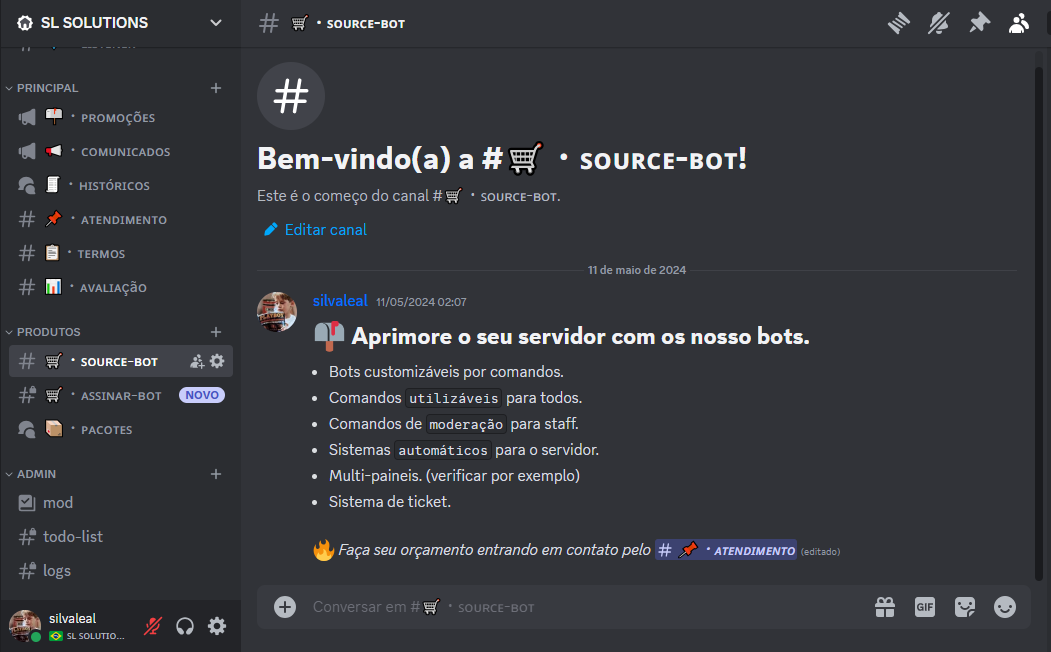 SL SOLUTIONS
PRINCIPAL
PROMOÇÕES
COMUNICADOS
HISTÓRICOS
ATENDIMENTO
TERMOS
AVALIAÇÃO
PRODUTOS
SOURCE-BOT
ASSINAR-BOT NOVO
PACOTES
ADMIN
mod
todo-list
logs
silvaleal
SL SOLUTIO...
# 🛒・SOURCE-BOT
Bem-vindo(a) a #🛒・SOURCE-BOT!
Este é o começo do canal #🛒・SOURCE-BOT.
Editar canal
11 de maio de 2024
silvaleal 11/05/2024 02:07
📫 Aprimore o seu servidor com os nosso bots.
• Bots customizáveis por comandos.
• Comandos utilizáveis para todos.
• Comandos de moderação para staff.
• Sistemas automáticos para o servidor.
• Multi-paineis. (verificar por exemplo)
• Sistema de ticket.
🔥 Faça seu orçamento entrando em contato pelo # 📌・ATENDIMENTO (editado)
Conversar em #🛒・SOURCE-BOT
GIF